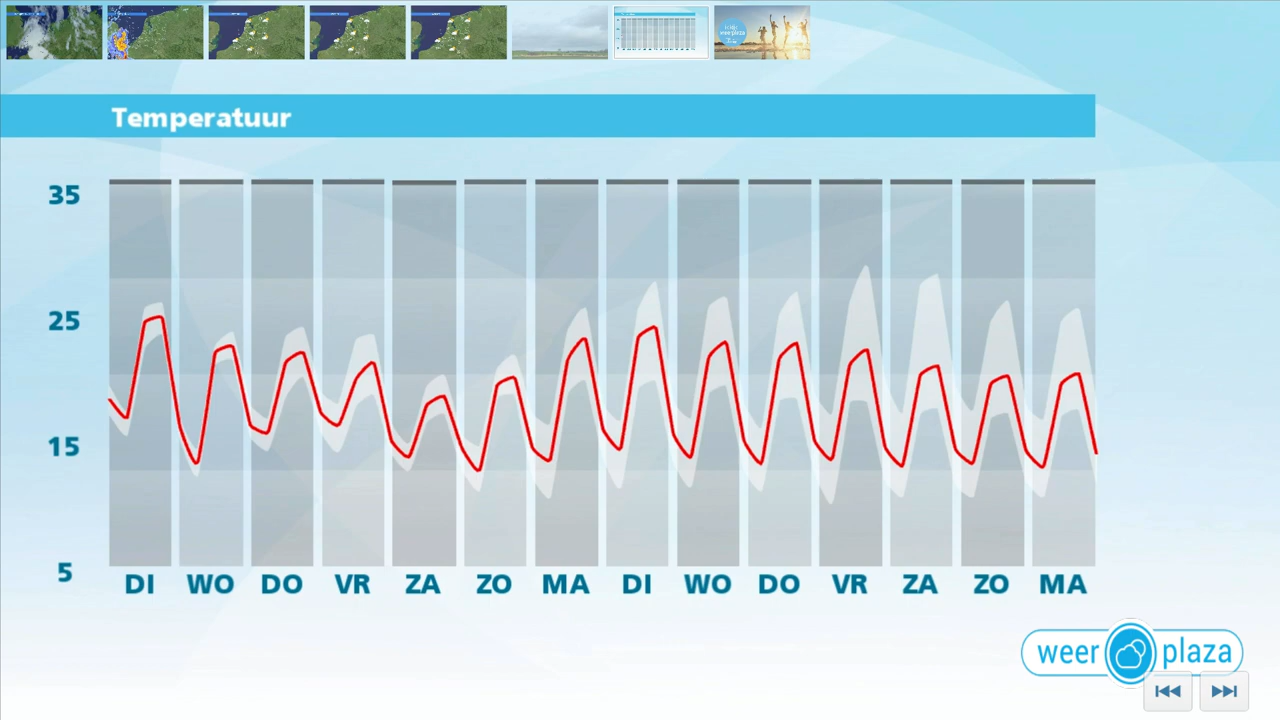 Temperatuur
35
25
15
5
DI WO DO VR ZA ZO MA DI WO DO VR ZA ZO MA
weer plaza